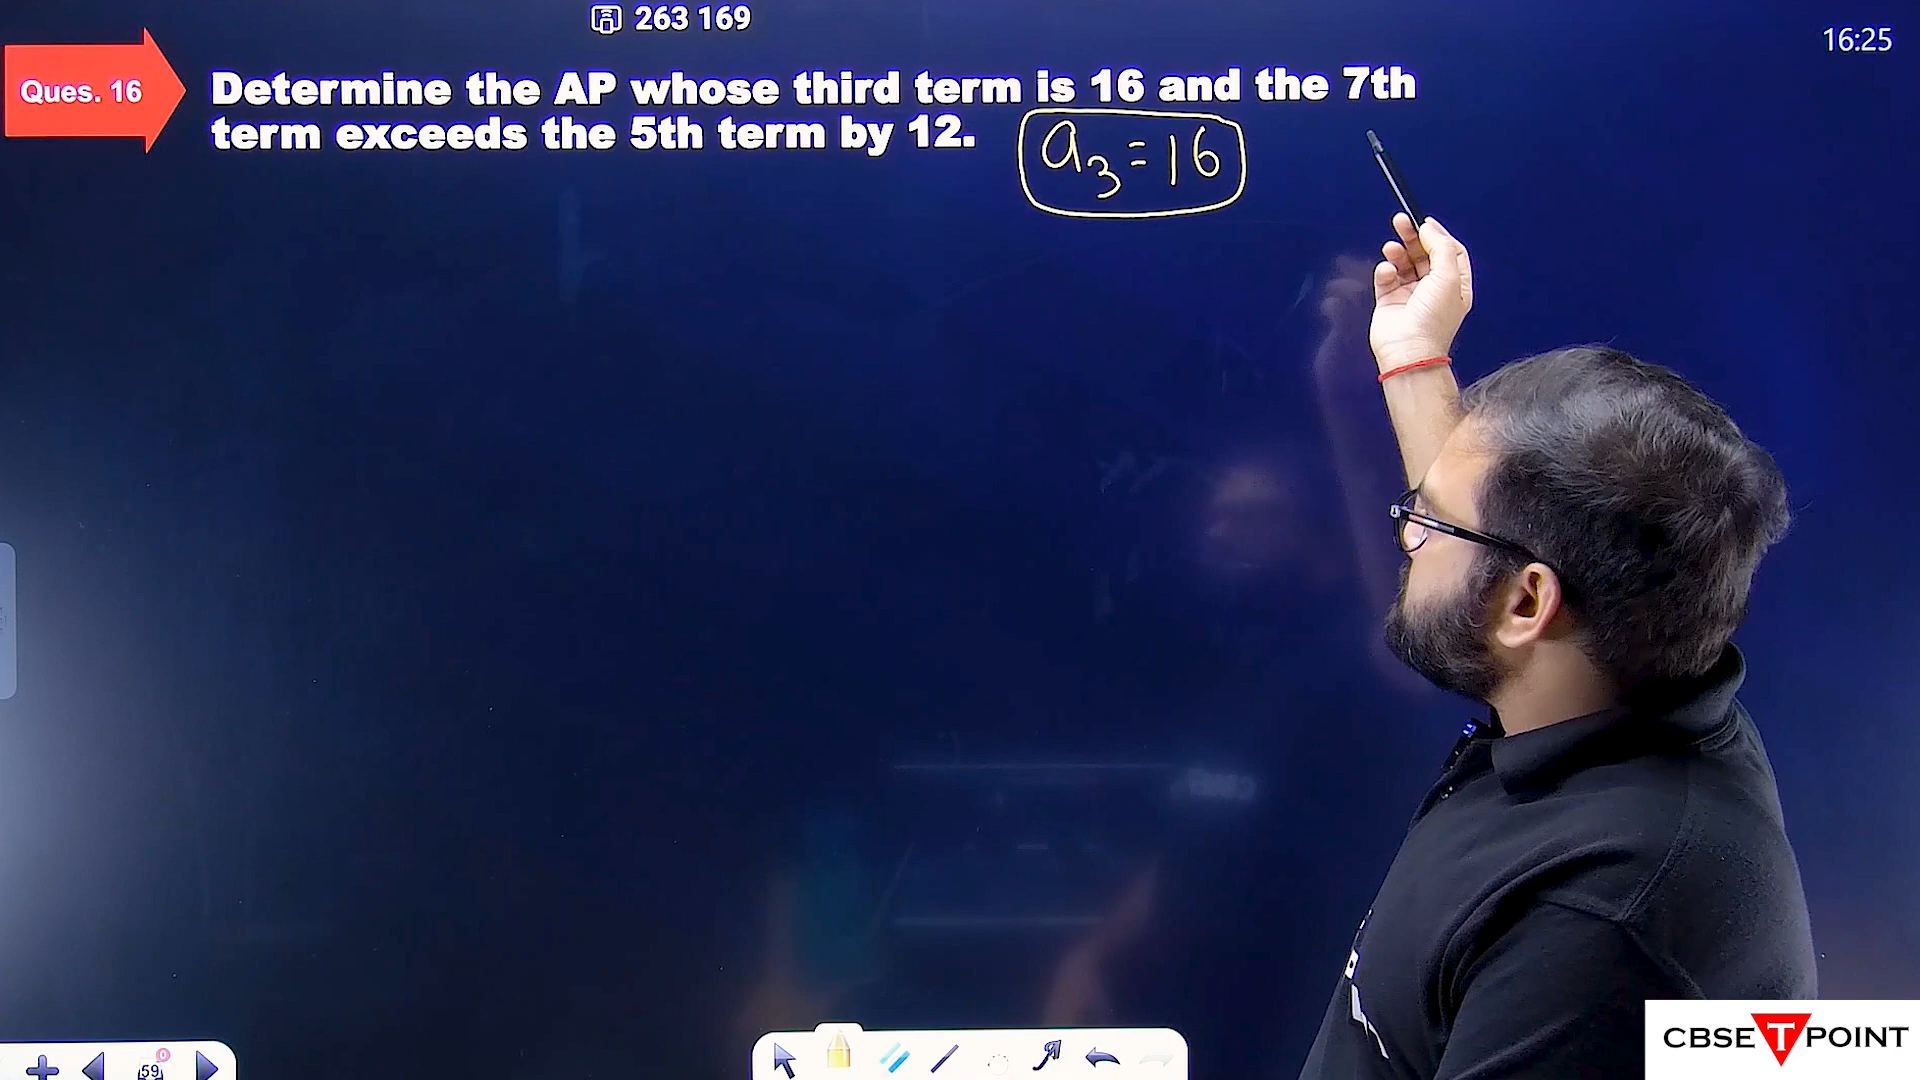 263 169
16:25
Ques. 16
Determine the AP whose third term is 16 and the 7th
term exceeds the 5th term by 12.
a₃ = 16
59
0
CBSE T POINT